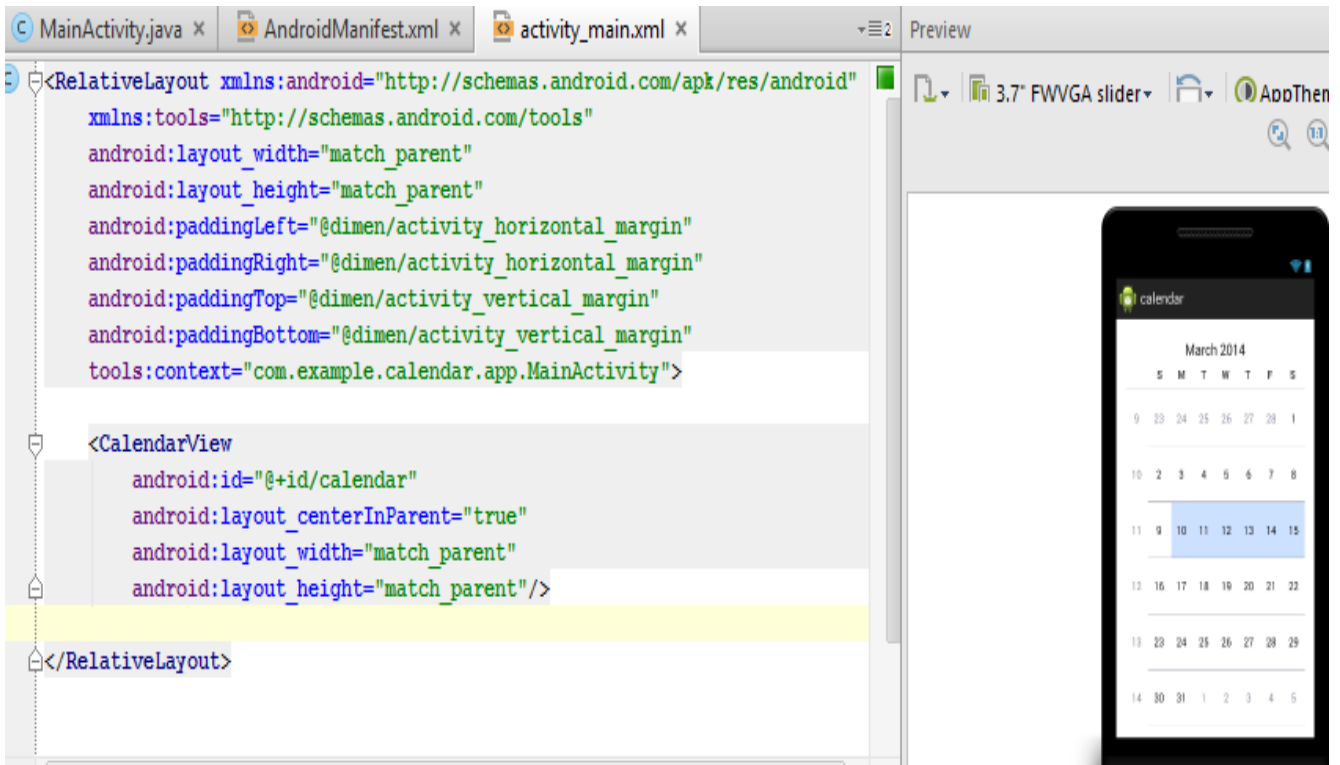 MainActivity.java × AndroidManifest.xml × activity_main.xml × 2 Preview
<RelativeLayout xmlns:android="http://schemas.android.com/apk/res/android"
xmlns:tools="http://schemas.android.com/tools"
android:layout_width="match_parent"
android:layout_height="match_parent"
android:paddingLeft="@dimen/activity_horizontal_margin"
android:paddingRight="@dimen/activity_horizontal_margin"
android:paddingTop="@dimen/activity_vertical_margin"
android:paddingBottom="@dimen/activity_vertical_margin"
tools:context="com.example.calendar.app.MainActivity">
<CalendarView
android:id="@+id/calendar"
android:layout_centerInParent="true"
android:layout_width="match_parent"
android:layout_height="match_parent"/>
</RelativeLayout>
3.7" FWVGA slider AppThem
1:1
calendar
March 2014
S M T W T F S
9 23 24 25 26 27 28 1
10 2 3 4 5 6 7 8
11 9 10 11 12 13 14 15
12 16 17 18 19 20 21 22
13 23 24 25 26 27 28 29
14 30 31 1 2 3 4 5